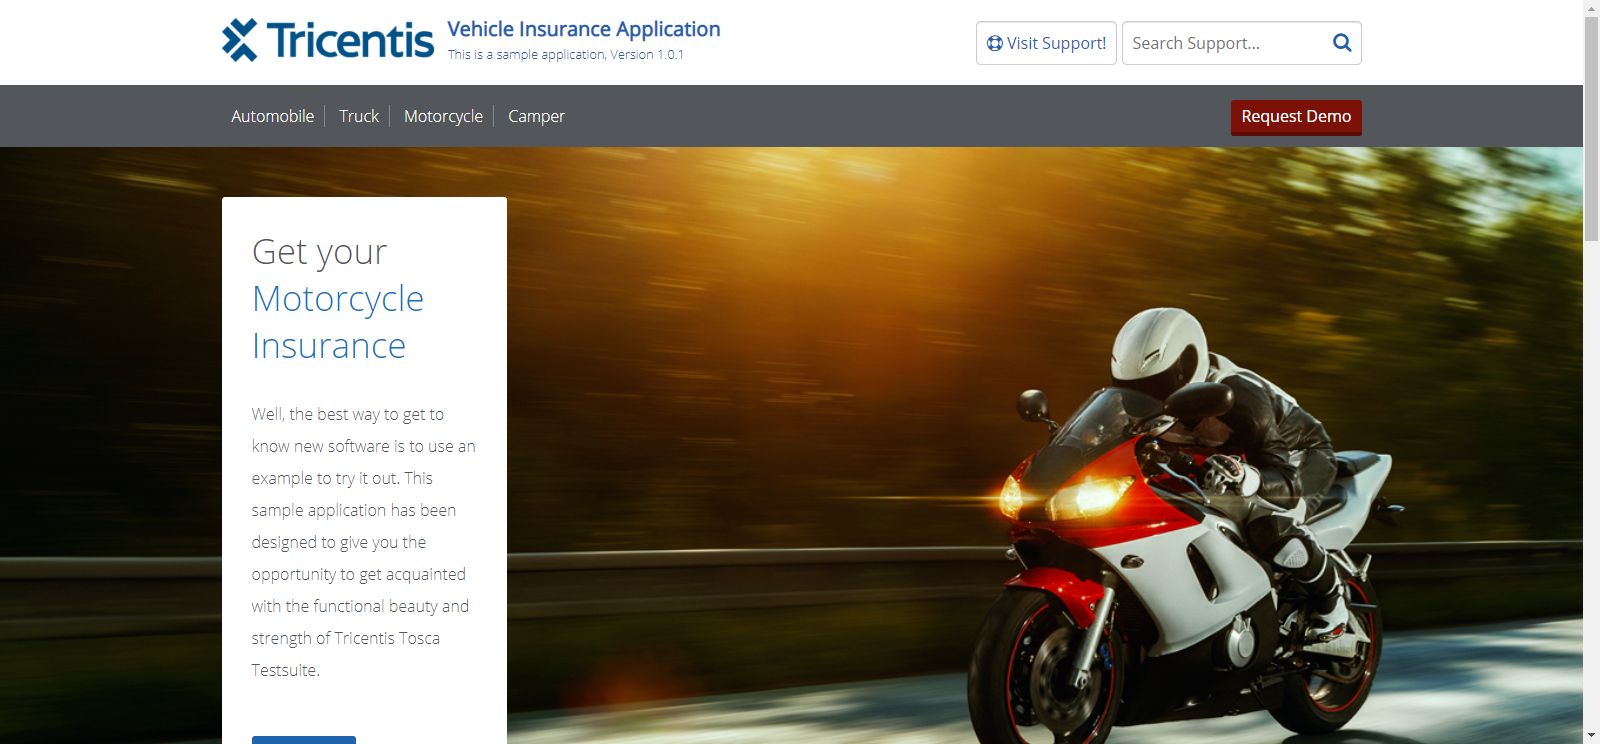 Tricentis
Vehicle Insurance Application
This is a sample application, Version 1.0.1
Visit Support!
Search Support...
Automobile
Truck
Motorcycle
Camper
Request Demo
Get your
Motorcycle
Insurance
Well, the best way to get to
know new software is to use an
example to try it out. This
sample application has been
designed to give you the
opportunity to get acquainted
with the functional beauty and
strength of Tricentis Tosca
Testsuite.